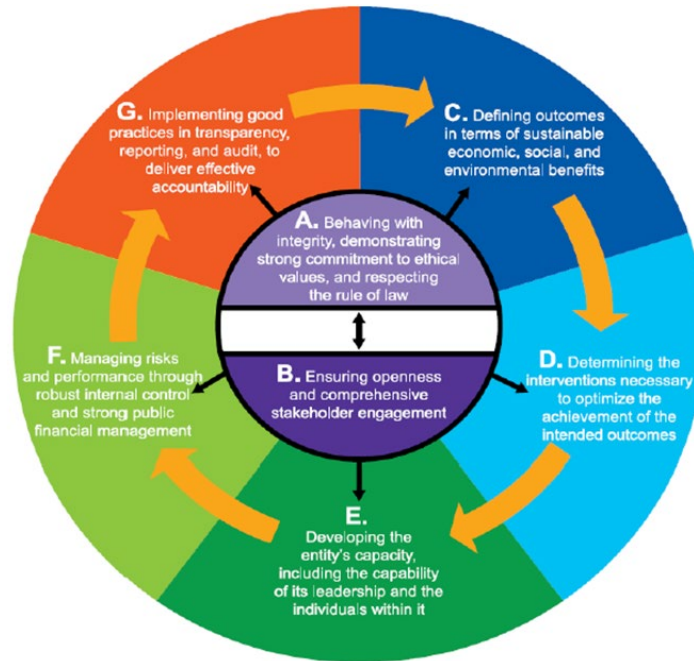 A. Behaving with
integrity, demonstrating
strong commitment to ethical
values, and respecting
the rule of law
B. Ensuring openness
and comprehensive
stakeholder engagement
C. Defining outcomes
in terms of sustainable
economic, social, and
environmental benefits
D. Determining the
interventions necessary
to optimize the
achievement of the
intended outcomes
E.
Developing the
entity's capacity,
including the capability
of its leadership and the
individuals within it
F. Managing risks
and performance through
robust internal control
and strong public
financial management
G. Implementing good
practices in transparency,
reporting, and audit, to
deliver effective
accountability